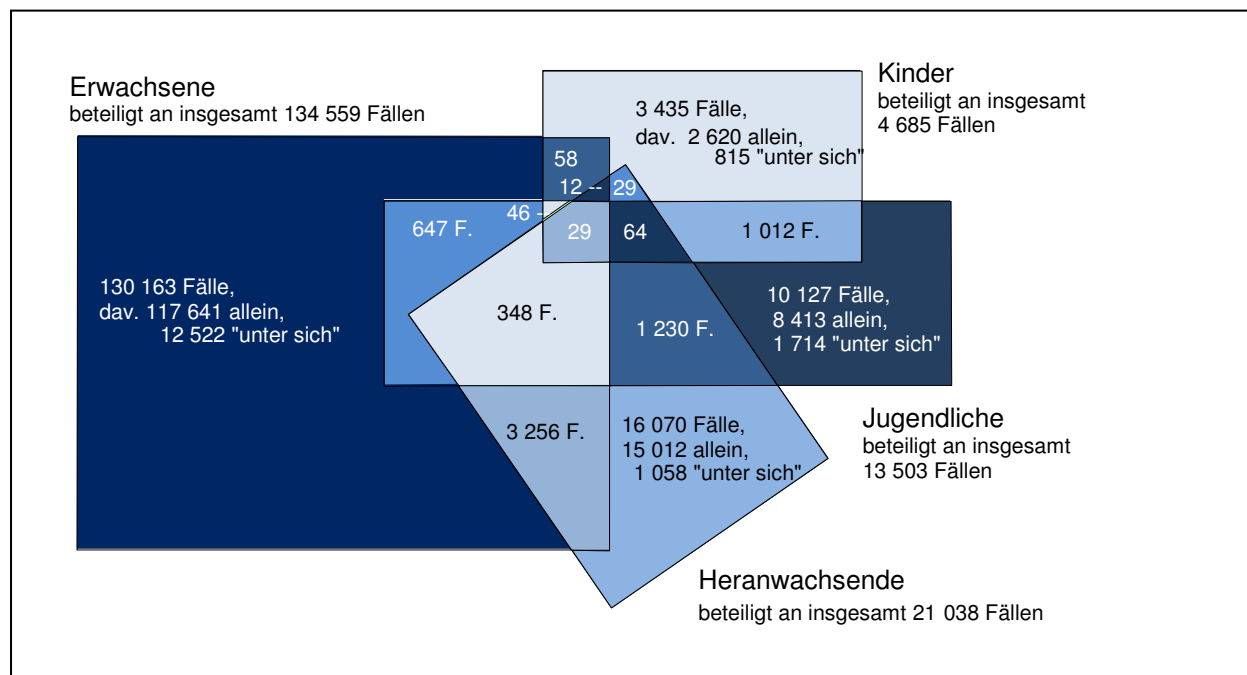 Erwachsene
beteiligt an insgesamt 134 559 Fällen
Kinder
beteiligt an insgesamt
4 685 Fällen
3 435 Fälle,
dav. 2 620 allein,
815 "unter sich"
58
12 -- 29
46 -
647 F.
29
64
1 012 F.
130 163 Fälle,
dav. 117 641 allein,
12 522 "unter sich"
348 F.
1 230 F.
10 127 Fälle,
8 413 allein,
1 714 "unter sich"
3 256 F.
16 070 Fälle,
15 012 allein,
1 058 "unter sich"
Jugendliche
beteiligt an insgesamt
13 503 Fällen
Heranwachsende
beteiligt an insgesamt 21 038 Fällen